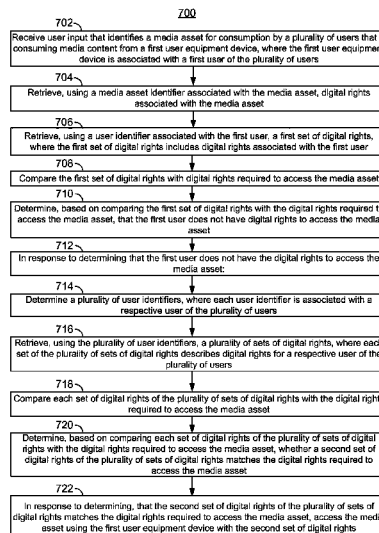 700
702
Receive user input that identifies a media asset for consumption by a plurality of users that
consuming media content from a first user equipment device, where the first user equipmen
device is associated with a first user of the plurality of users
704
Retrieve, using a media asset identifier associated with the media asset, digital rights
associated with the media asset
706
Retrieve, using a user identifier associated with the first user, a first set of digital rights,
where the first set of digital rights includes digital rights associated with the first user
708
Compare the first set of digital rights with digital rights required to access the media asset
710
Determine, based on comparing the first set of digital rights with the digital rights required t
access the media asset, that the first user does not have digital rights to access the media
asset
712
In response to determining that the first user does not have the digital rights to access the
media asset:
714
Determine a plurality of user identifiers, where each user identifier is associated with a
respective user of the plurality of users
716
Retrieve, using the plurality of user identifiers, a plurality of sets of digital rights, where eac
set of the plurality of sets of digital rights describes digital rights for a respective user of the
plurality of users
718
Compare each set of digital rights of the plurality of sets of digital rights with the digital right
required to access the media asset
720
Determine, based on comparing each set of digital rights of the plurality of sets of digital
rights with the digital rights required to access the media asset, whether a second set of
digital rights of the plurality of sets of digital rights matches the digital rights required to
access the media asset
722
In response to determining, that the second set of digital rights of the plurality of sets of
digital rights matches the digital rights required to access the media asset, access the media
asset using the first user equipment device with the second set of digital rights